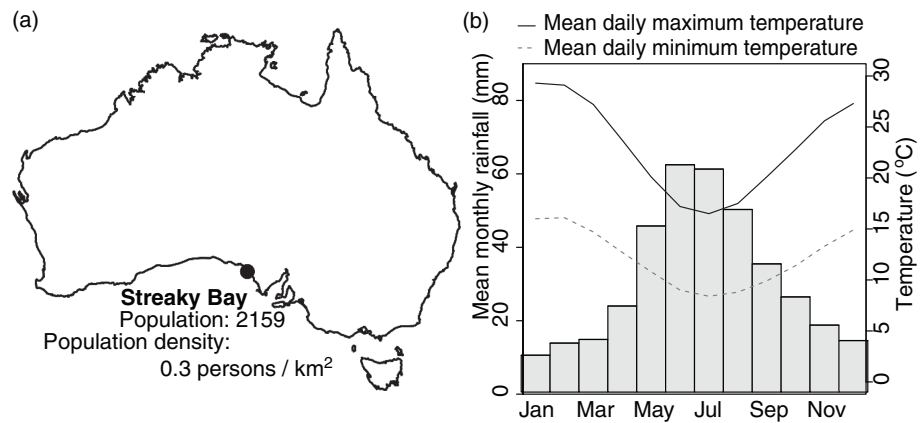 (a)
Streaky Bay
Population: 2159
Population density:
0.3 persons / km²
(b)
Mean daily maximum temperature
Mean daily minimum temperature
Mean monthly rainfall (mm)
0
20
40
60
80
Temperature (°C)
0
5
10
15
20
25
30
Jan
Mar
May
Jul
Sep
Nov